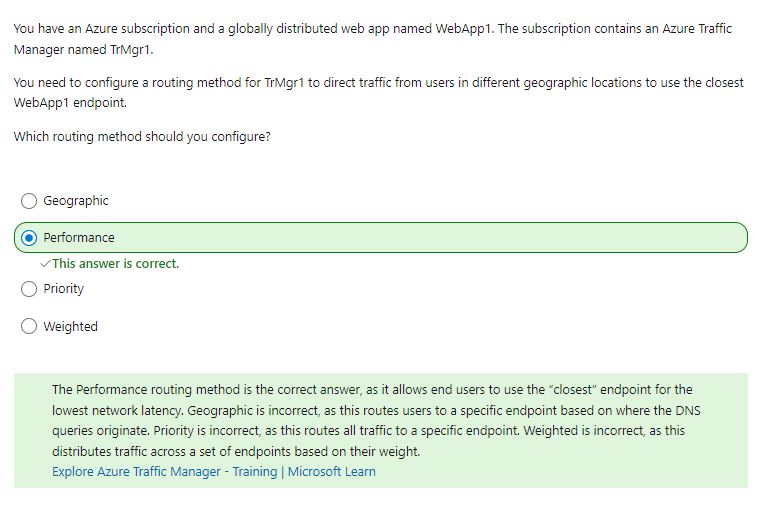 You have an Azure subscription and a globally distributed web app named WebApp1. The subscription contains an Azure Traffic
Manager named TrMgr1.
You need to configure a routing method for TrMgr1 to direct traffic from users in different geographic locations to use the closest
WebApp1 endpoint.
Which routing method should you configure?
Geographic
Performance
This answer is correct.
Priority
Weighted
The Performance routing method is the correct answer, as it allows end users to use the “closest” endpoint for the
lowest network latency. Geographic is incorrect, as this routes users to a specific endpoint based on where the DNS
queries originate. Priority is incorrect, as this routes all traffic to a specific endpoint. Weighted is incorrect, as this
distributes traffic across a set of endpoints based on their weight.
Explore Azure Traffic Manager - Training | Microsoft Learn